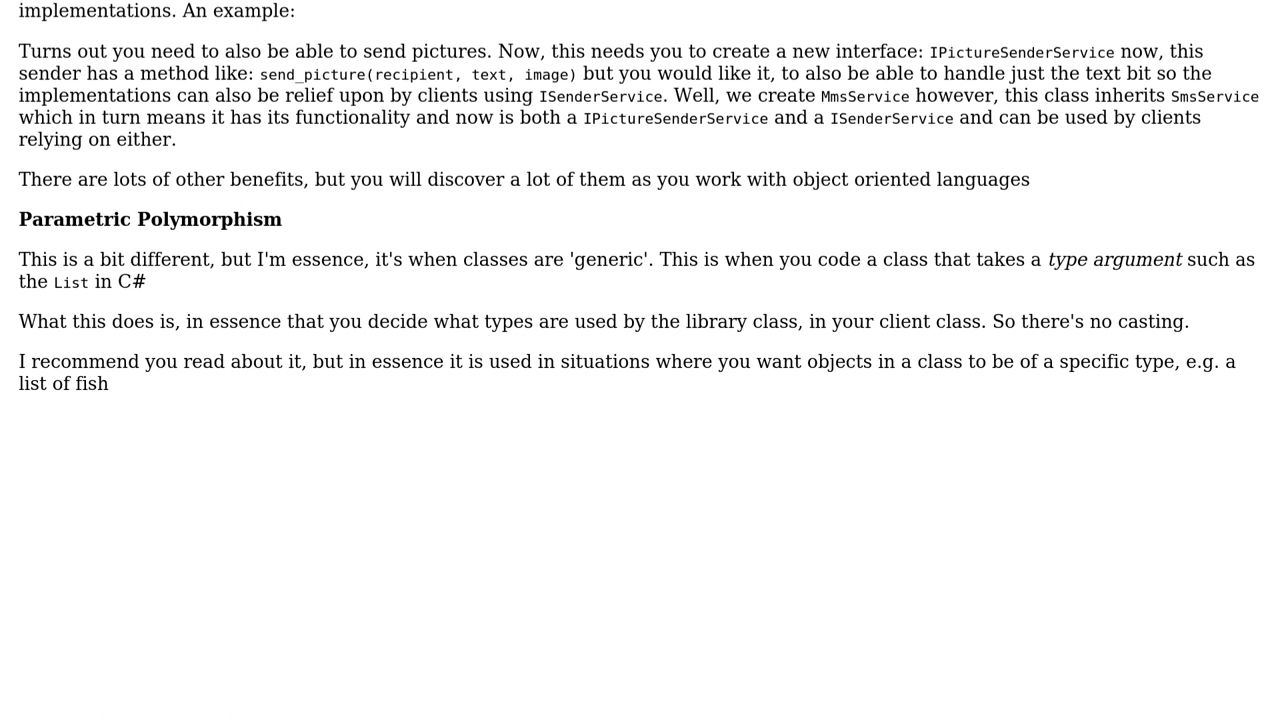 implementations. An example:
Turns out you need to also be able to send pictures. Now, this needs you to create a new interface: IPictureSenderService now, this
sender has a method like: send_picture(recipient, text, image) but you would like it, to also be able to handle just the text bit so the
implementations can also be relief upon by clients using ISenderService. Well, we create MmsService however, this class inherits SmsService
which in turn means it has its functionality and now is both a IPictureSenderService and a ISenderService and can be used by clients
relying on either.
There are lots of other benefits, but you will discover a lot of them as you work with object oriented languages
Parametric Polymorphism
This is a bit different, but I'm essence, it's when classes are 'generic'. This is when you code a class that takes a type argument such as
the List in C#
What this does is, in essence that you decide what types are used by the library class, in your client class. So there's no casting.
I recommend you read about it, but in essence it is used in situations where you want objects in a class to be of a specific type, e.g. a
list of fish